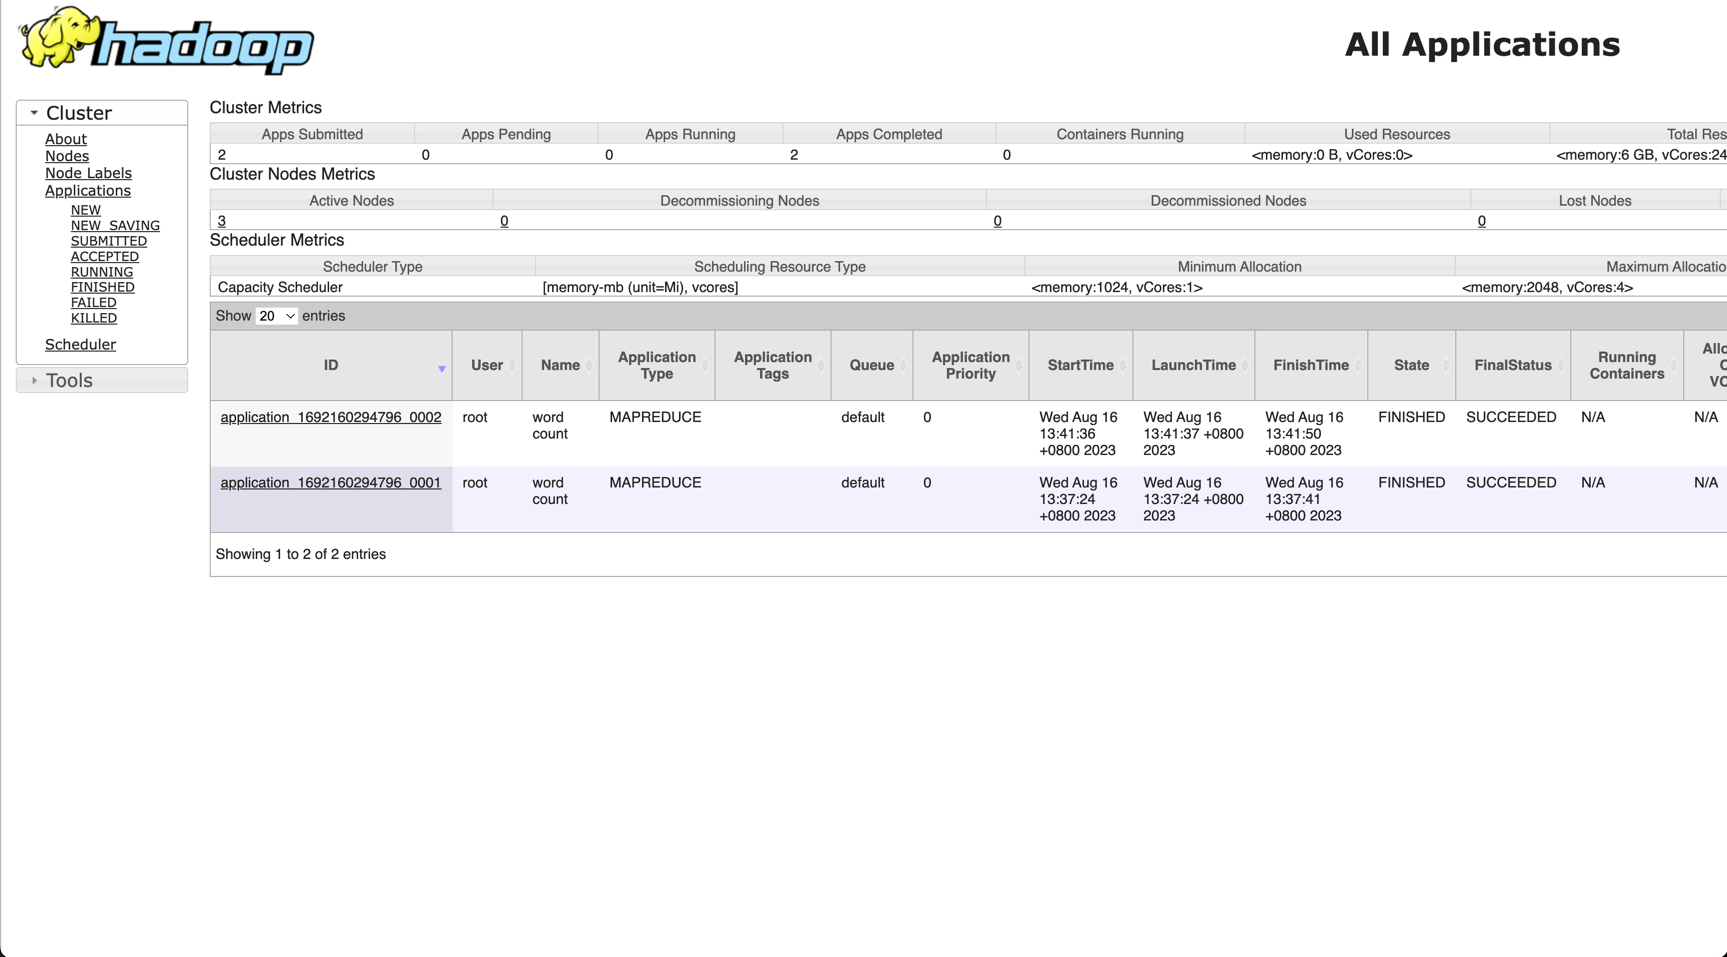 hadoop
All Applications
Cluster
About
Nodes
Node Labels
Applications
NEW
NEW_SAVING
SUBMITTED
ACCEPTED
RUNNING
FINISHED
FAILED
KILLED
Scheduler
Tools
Cluster Metrics
Apps Submitted Apps Pending Apps Running Apps Completed Containers Running Used Resources Total Res
2 0 0 2 0 <memory:0 B, vCores:0> <memory:6 GB, vCores:24
Cluster Nodes Metrics
Active Nodes Decommissioning Nodes Decommissioned Nodes Lost Nodes
3 0 0 0
Scheduler Metrics
Scheduler Type Scheduling Resource Type Minimum Allocation Maximum Allocatio
Capacity Scheduler [memory-mb (unit=Mi), vcores] <memory:1024, vCores:1> <memory:2048, vCores:4>
Show 20 entries
ID User Name Application Type Application Tags Queue Application Priority StartTime LaunchTime FinishTime State FinalStatus Running Containers Allo C VC
application_1692160294796_0002 root word count MAPREDUCE default 0 Wed Aug 16 13:41:36 +0800 2023 Wed Aug 16 13:41:37 +0800 2023 Wed Aug 16 13:41:50 +0800 2023 FINISHED SUCCEEDED N/A N/A
application_1692160294796_0001 root word count MAPREDUCE default 0 Wed Aug 16 13:37:24 +0800 2023 Wed Aug 16 13:37:24 +0800 2023 Wed Aug 16 13:37:41 +0800 2023 FINISHED SUCCEEDED N/A N/A
Showing 1 to 2 of 2 entries